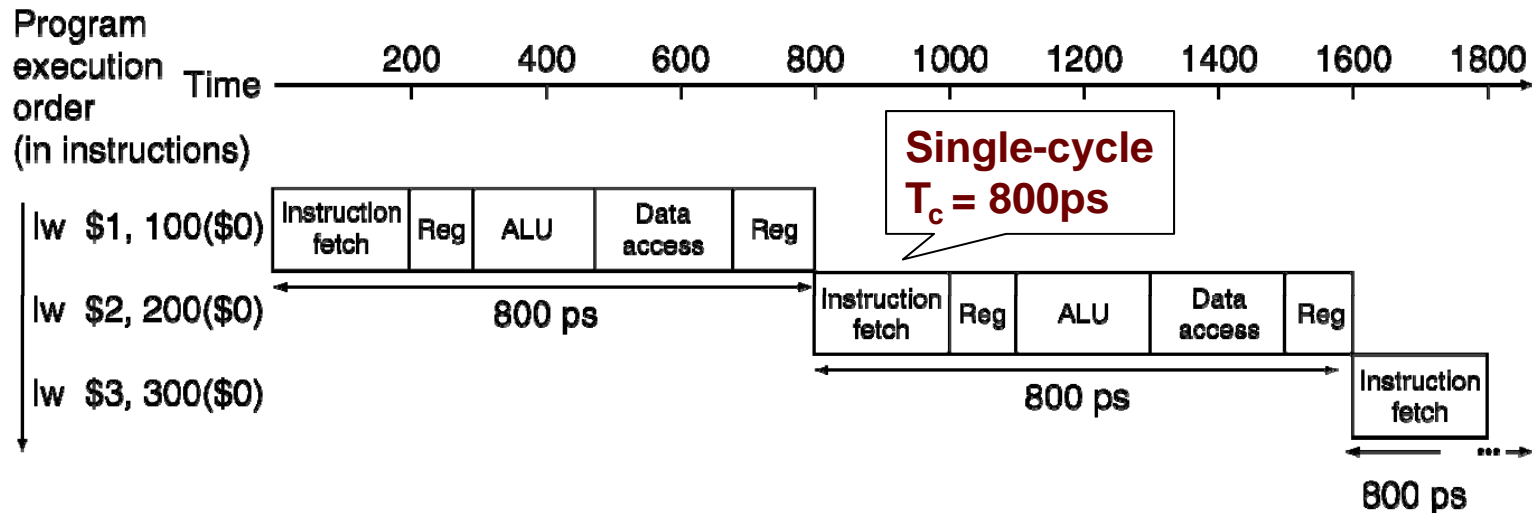 Program
execution
order
(in instructions)
Time
200 400 600 800 1000 1200 1400 1600 1800
Single-cycle
Tc = 800ps
lw $1, 100($0)
Instruction
fetch
Reg
ALU
Data
access
Reg
800 ps
lw $2, 200($0)
Instruction
fetch
Reg
ALU
Data
access
Reg
800 ps
lw $3, 300($0)
Instruction
fetch
...
800 ps